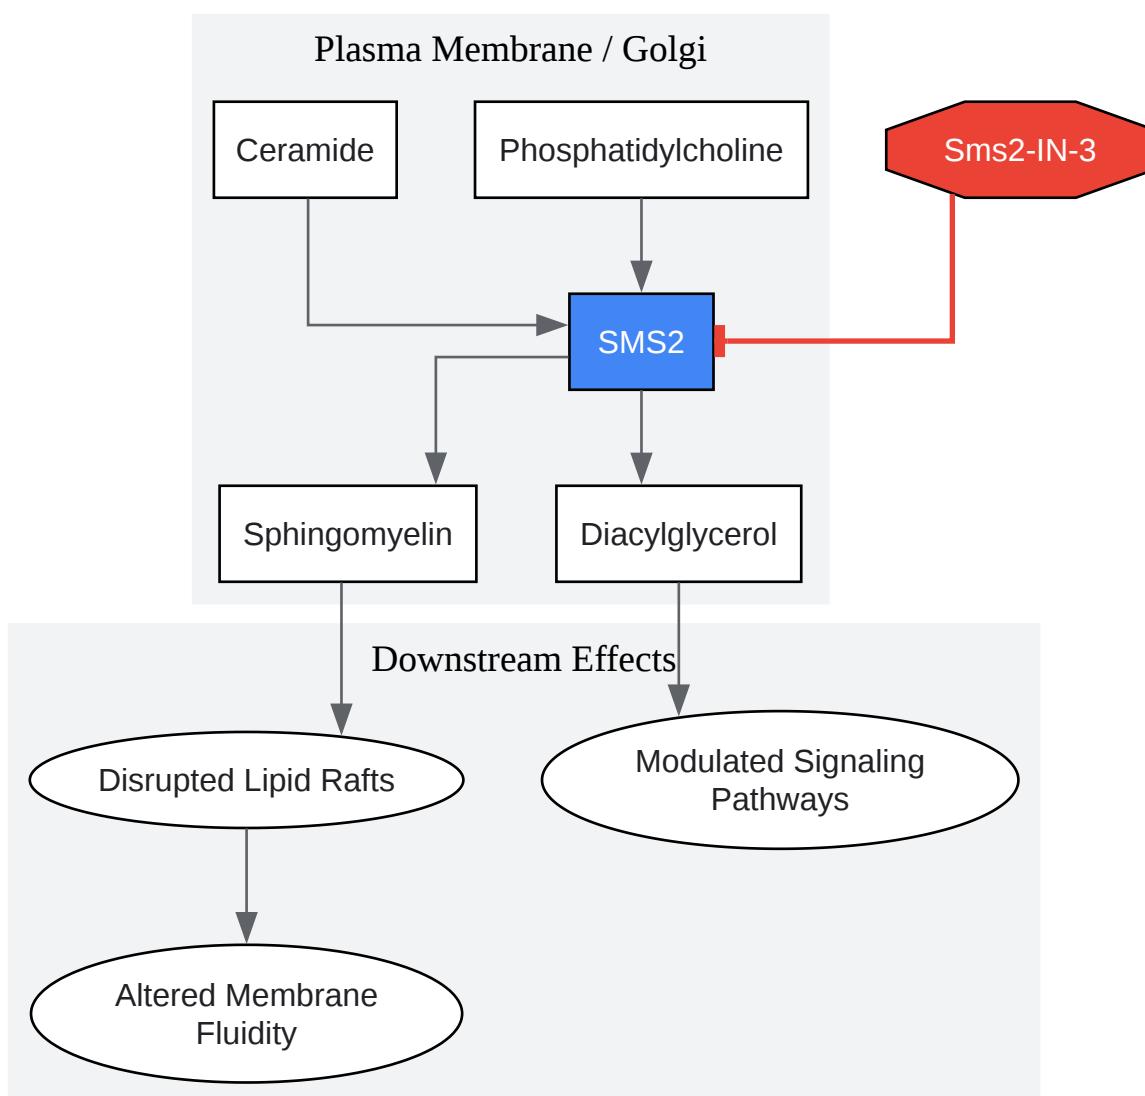 Plasma Membrane / Golgi
Ceramide
Phosphatidylcholine
Sms2-IN-3
SMS2
Sphingomyelin
Diacylglycerol
Downstream Effects
Disrupted Lipid Rafts
Modulated Signaling
Pathways
Altered Membrane
Fluidity